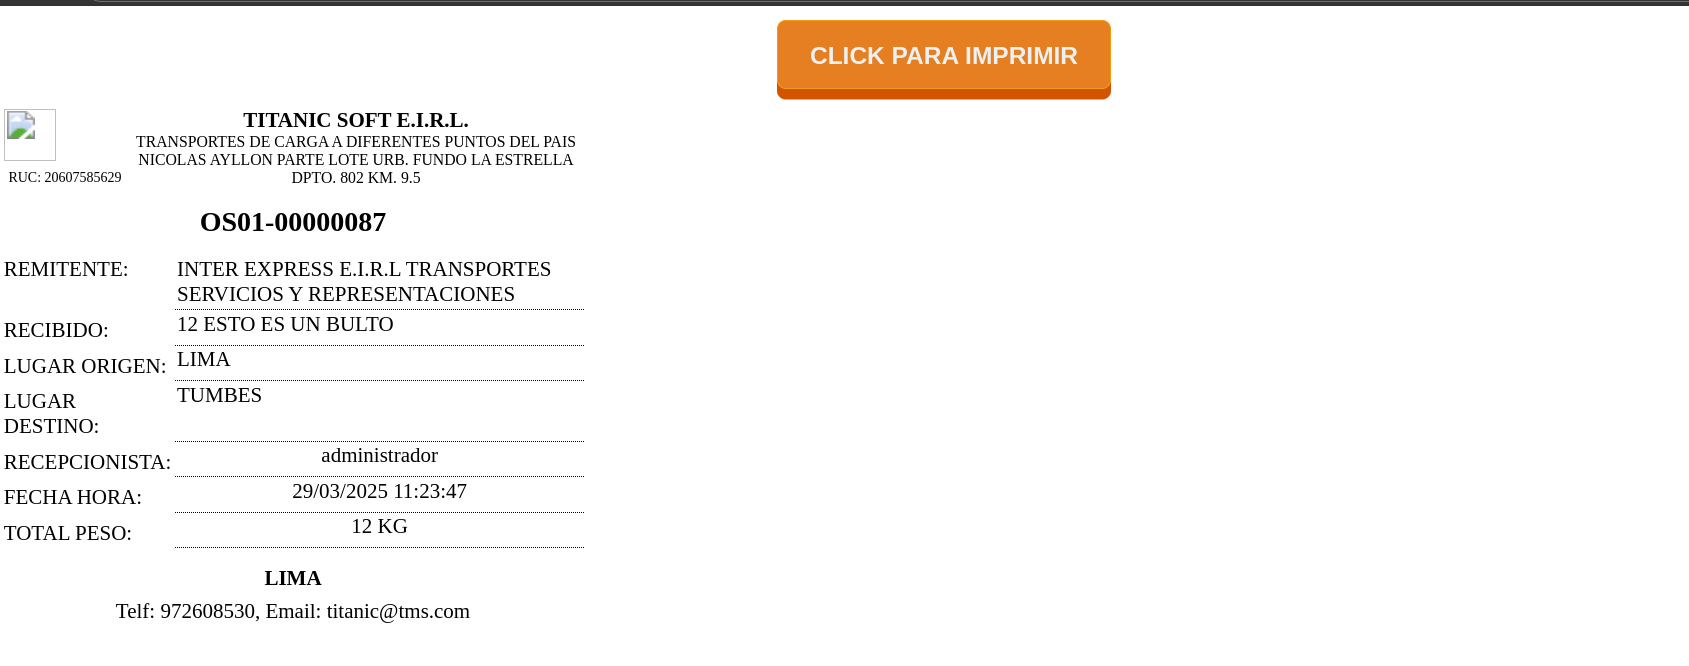 CLICK PARA IMPRIMIR
TITANIC SOFT E.I.R.L.
TRANSPORTES DE CARGA A DIFERENTES PUNTOS DEL PAIS
NICOLAS AYLLON PARTE LOTE URB. FUNDO LA ESTRELLA
DPTO. 802 KM. 9.5
RUC: 20607585629
OS01-00000087
REMITENTE: INTER EXPRESS E.I.R.L TRANSPORTES
SERVICIOS Y REPRESENTACIONES
RECIBIDO: 12 ESTO ES UN BULTO
LUGAR ORIGEN: LIMA
LUGAR TUMBES
DESTINO:
RECEPCIONISTA: administrador
FECHA HORA: 29/03/2025 11:23:47
TOTAL PESO: 12 KG
LIMA
Telf: 972608530, Email: titanic@tms.com